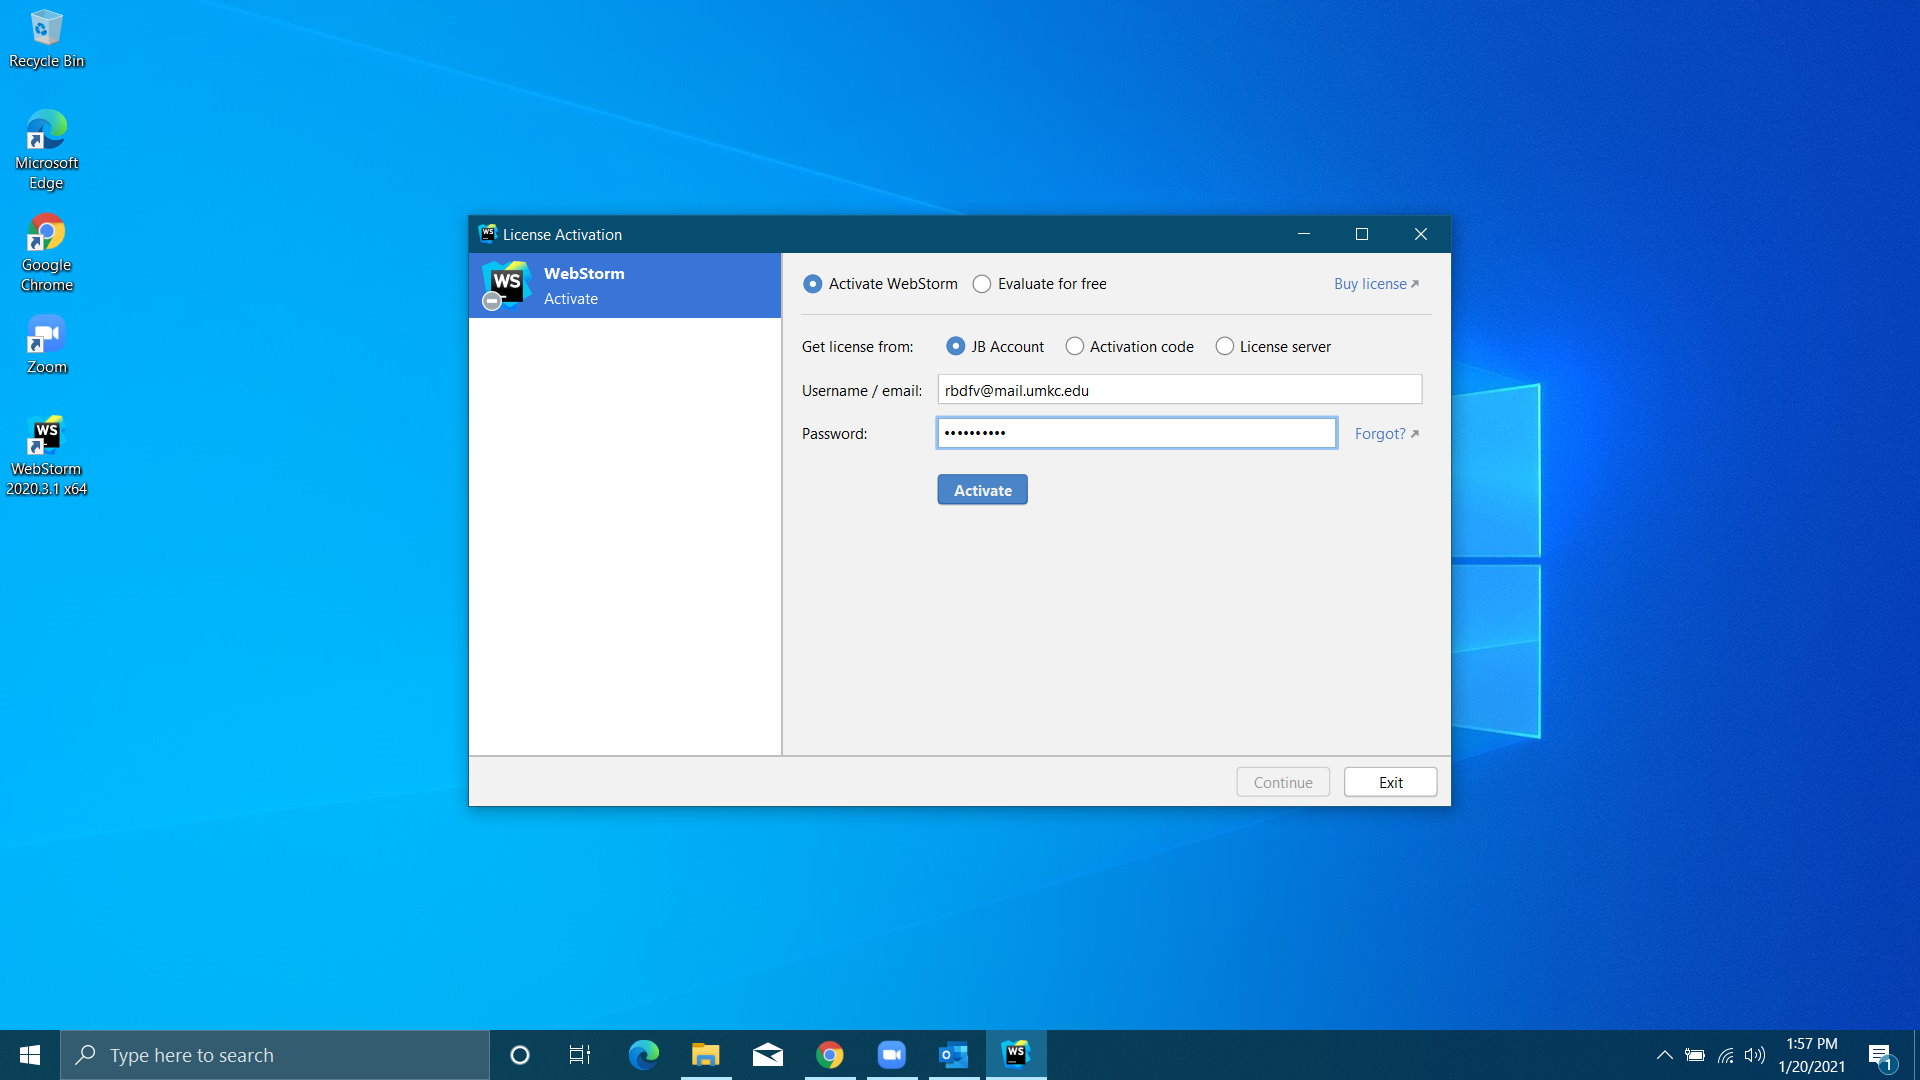 Recycle Bin
Microsoft
Edge
Google
Chrome
Zoom
WS
WebStorm
2020.3.1 x64
WS
License Activation
WS
WebStorm
Activate
Activate WebStorm
Evaluate for free
Buy license
Get license from:
JB Account
Activation code
License server
Username / email:
rbdfv@mail.umkc.edu
Password:
••••••••••
Forgot?
Activate
Continue
Exit
Type here to search
WS
1:57 PM
1/20/2021
1